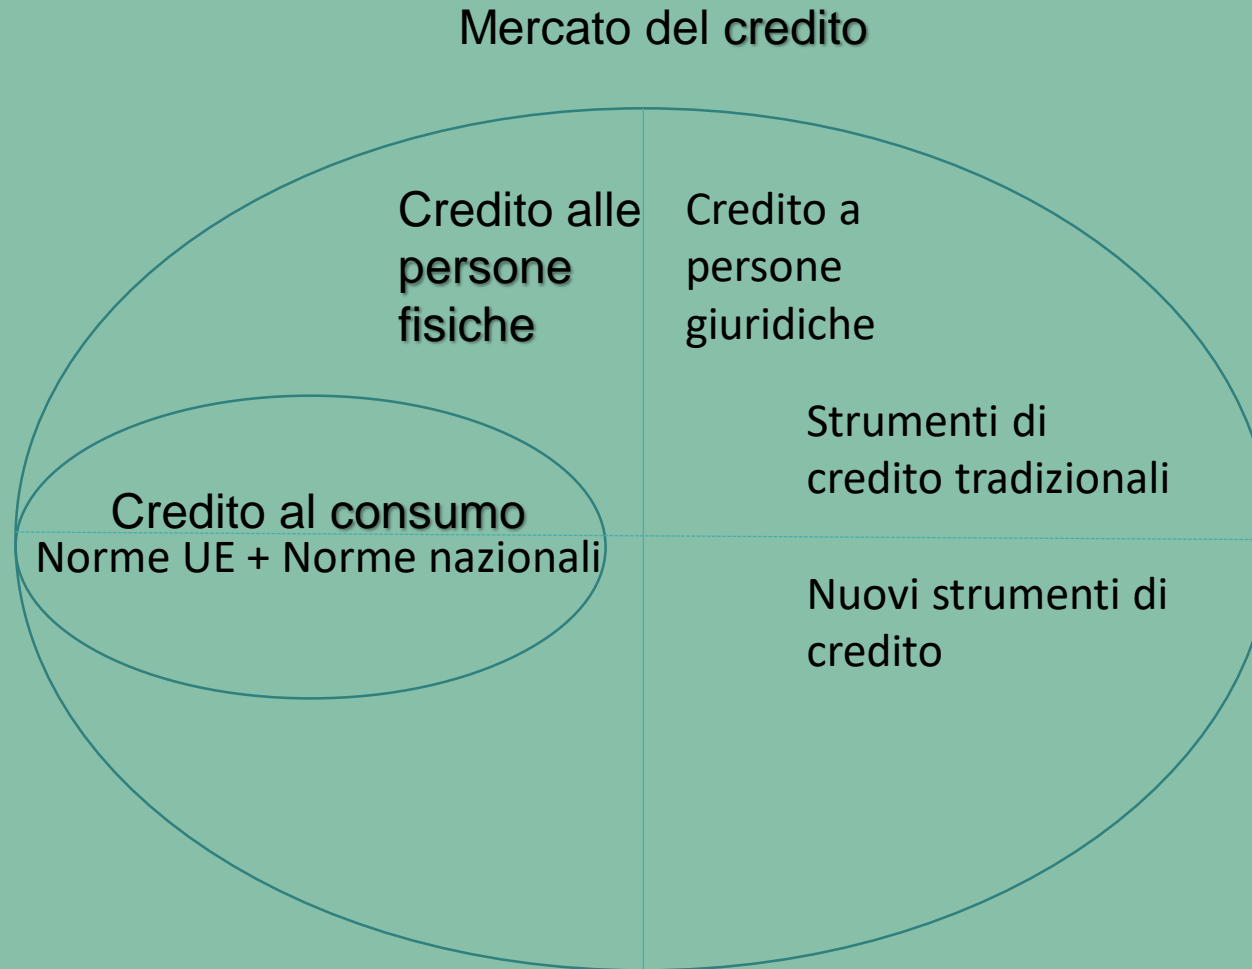 Mercato del credito
Credito alle
persone
fisiche
Credito a
persone
giuridiche
Strumenti di
credito tradizionali
Credito al consumo
Norme UE + Norme nazionali
Nuovi strumenti di
credito